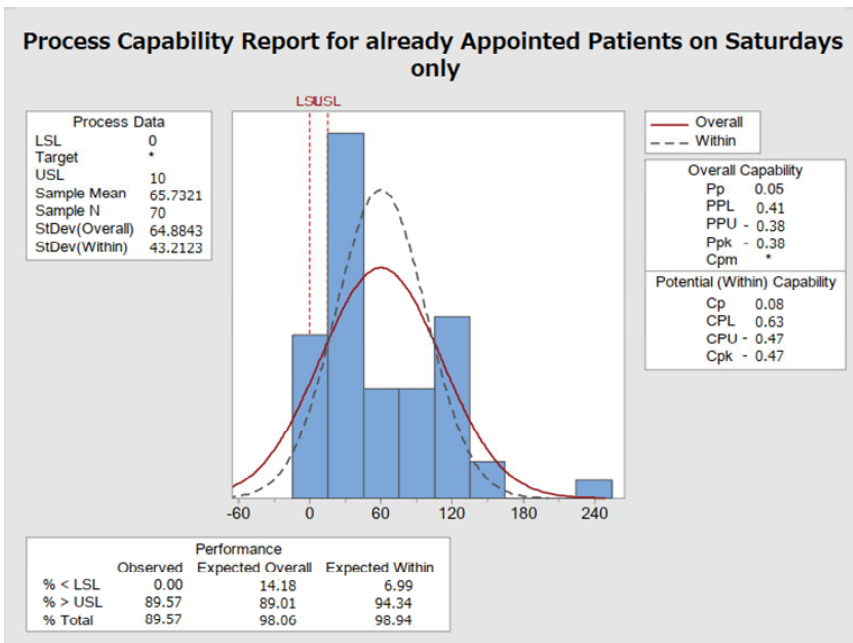 Process Capability Report for already Appointed Patients on Saturdays
only
LSL USL
Process Data
LSL 0
Target *
USL 10
Sample Mean 65.7321
Sample N 70
StDev(Overall) 64.8843
StDev(Within) 43.2123
Overall
Within
Overall Capability
Pp 0.05
PPL 0.41
PPU - 0.38
Ppk - 0.38
Cpm *
Potential (Within) Capability
Cp 0.08
CPL 0.63
CPU - 0.47
Cpk - 0.47
-60 0 60 120 180 240
Performance
Observed Expected Overall Expected Within
% < LSL 0.00 14.18 6.99
% > USL 89.57 89.01 94.34
% Total 89.57 98.06 98.94